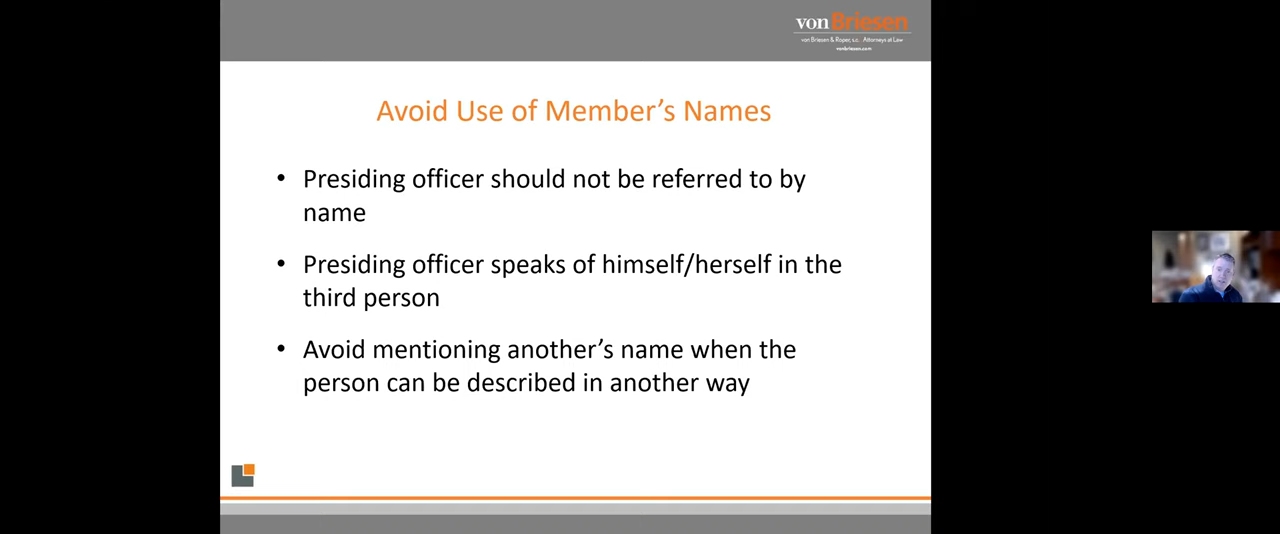 vonBriesen
von Briesen & Roper, s.c. Attorneys at Law
vonbriesen.com
Avoid Use of Member’s Names
• Presiding officer should not be referred to by
name
• Presiding officer speaks of himself/herself in the
third person
• Avoid mentioning another’s name when the
person can be described in another way